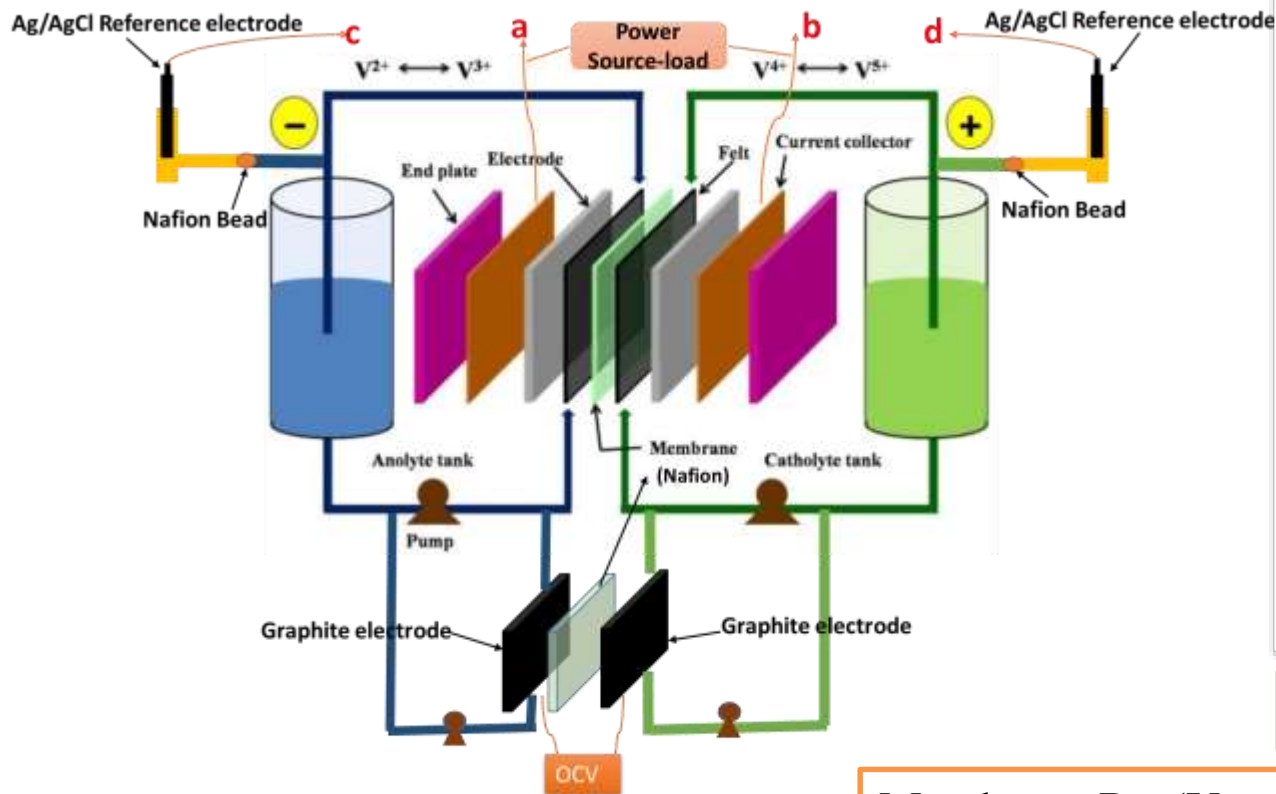 Ag/AgCl Reference electrode
c
a
Power
Source-load
b
d
Ag/AgCl Reference electrode
V²⁺ ⟷ V³⁺
V⁴⁺ ⟷ V⁵⁺
−
+
End plate
Electrode
Felt
Current collector
Nafion Bead
Nafion Bead
Anolyte tank
Membrane
(Nafion)
Catholyte tank
Pump
Graphite electrode
Graphite electrode
OCV